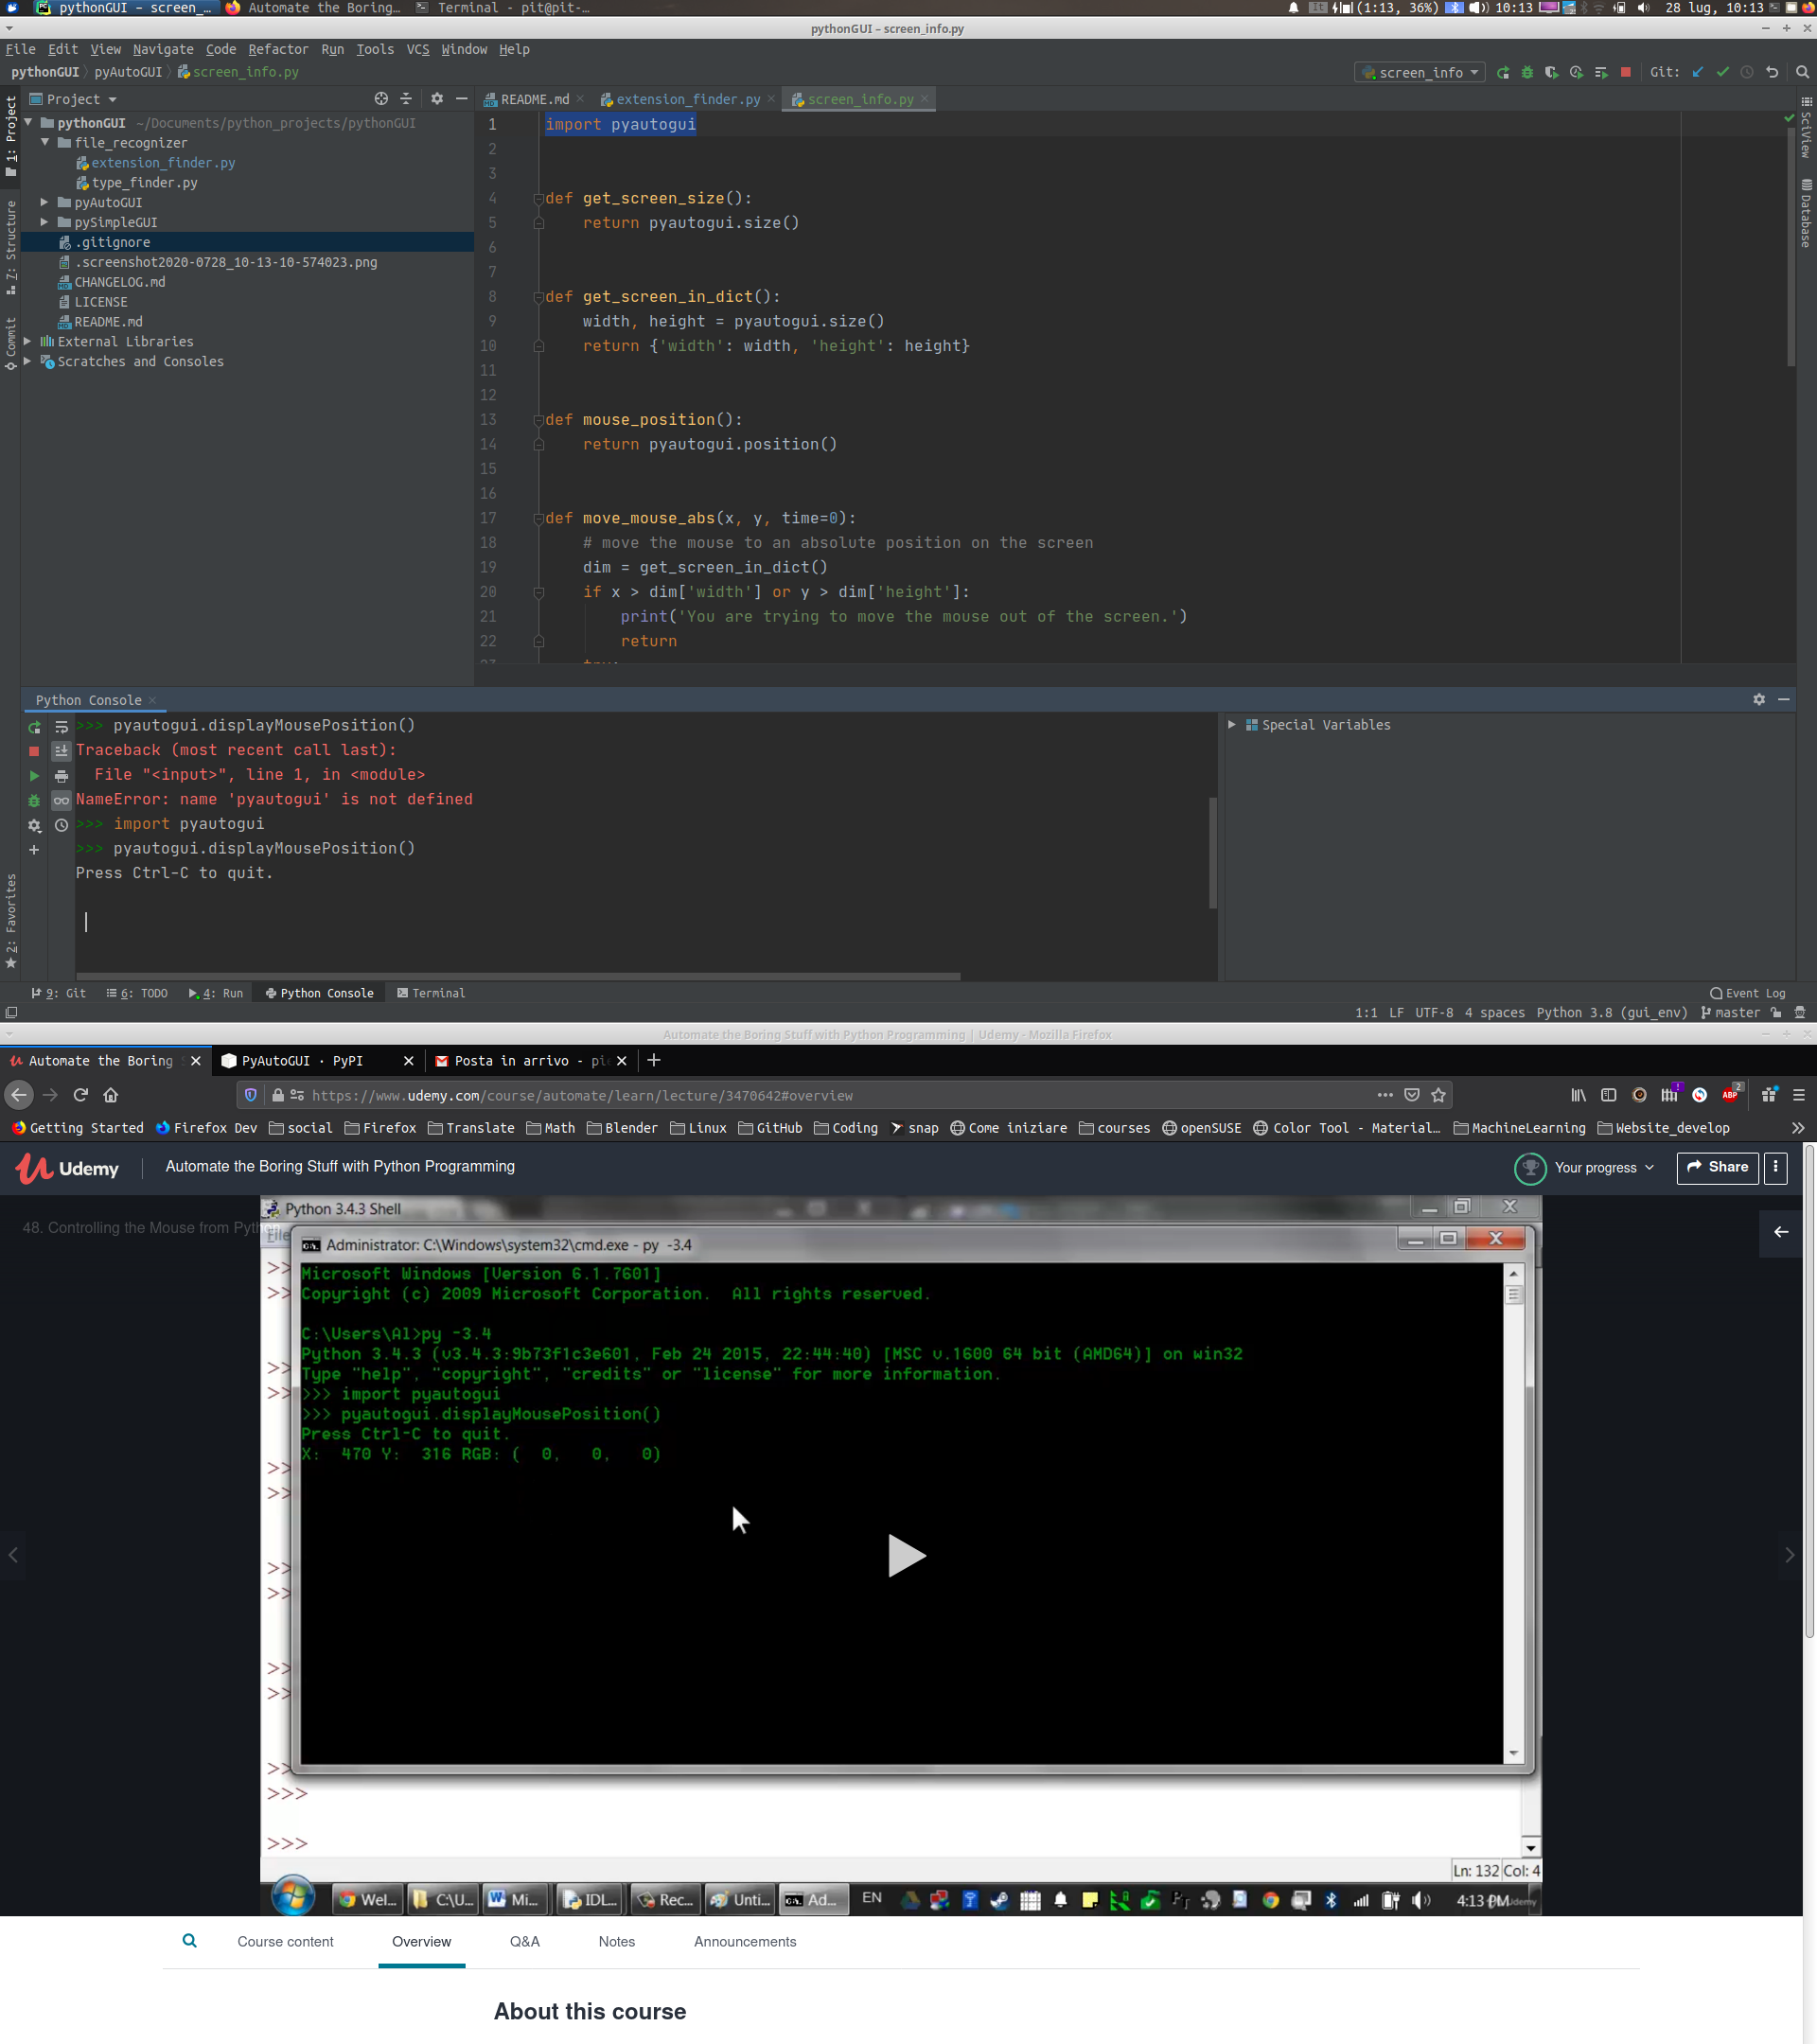 pythonGUI – screen_...
Automate the Boring...
Terminal - pit@pit-...
(1:13, 36%)
10:13
28 lug, 10:13
pythonGUI – screen_info.py
File Edit View Navigate Code Refactor Run Tools VCS Window Help
pythonGUI pyAutoGUI screen_info.py
screen_info
Git:
Project
README.md
extension_finder.py
screen_info.py
1: Project
7: Structure
Commit
2: Favorites
SciView
Database
pythonGUI ~/Documents/python_projects/pythonGUI
file_recognizer
extension_finder.py
type_finder.py
pyAutoGUI
pySimpleGUI
.gitignore
.screenshot2020-0728_10-13-10-574023.png
CHANGELOG.md
LICENSE
README.md
External Libraries
Scratches and Consoles
1 import pyautogui
2
3
4 def get_screen_size():
5 return pyautogui.size()
6
7
8 def get_screen_in_dict():
9 width, height = pyautogui.size()
10 return {'width': width, 'height': height}
11
12
13 def mouse_position():
14 return pyautogui.position()
15
16
17 def move_mouse_abs(x, y, time=0):
18 # move the mouse to an absolute position on the screen
19 dim = get_screen_in_dict()
20 if x > dim['width'] or y > dim['height']:
21 print('You are trying to move the mouse out of the screen.')
22 return
Python Console
>>> pyautogui.displayMousePosition()
Traceback (most recent call last):
File "<input>", line 1, in <module>
NameError: name 'pyautogui' is not defined
>>> import pyautogui
>>> pyautogui.displayMousePosition()
Press Ctrl-C to quit.
Special Variables
9: Git
6: TODO
4: Run
Python Console
Terminal
Event Log
1:1 LF UTF-8 4 spaces Python 3.8 (gui_env) master
Automate the Boring Stuff with Python Programming | Udemy - Mozilla Firefox
Automate the Boring
PyAutoGUI · PyPI
Posta in arrivo - pi
https://www.udemy.com/course/automate/learn/lecture/3470642#overview
ABP
2
Getting Started
Firefox Dev
social
Firefox
Translate
Math
Blender
Linux
GitHub
Coding
snap
Come iniziare
courses
openSUSE
Color Tool - Material...
MachineLearning
Website_develop
Udemy
Automate the Boring Stuff with Python Programming
Your progress
Share
48. Controlling the Mouse from Pyth
Python 3.4.3 Shell
File
Administrator: C:\Windows\system32\cmd.exe - py -3.4
Microsoft Windows [Version 6.1.7601]
Copyright (c) 2009 Microsoft Corporation. All rights reserved.
C:\Users\Al>py -3.4
Python 3.4.3 (v3.4.3:9b73f1c3e601, Feb 24 2015, 22:44:40) [MSC v.1600 64 bit (AMD64)] on win32
Type "help", "copyright", "credits" or "license" for more information.
>>> import pyautogui
>>> pyautogui.displayMousePosition()
Press Ctrl-C to quit.
X: 470 Y: 316 RGB: ( 0, 0, 0)
>>>
>>>
Ln: 132 Col: 4
Wel...
C:\U...
Mi...
IDL...
Rec...
Unti...
Ad...
EN
4:13 PM
Udemy
Course content
Overview
Q&A
Notes
Announcements
About this course